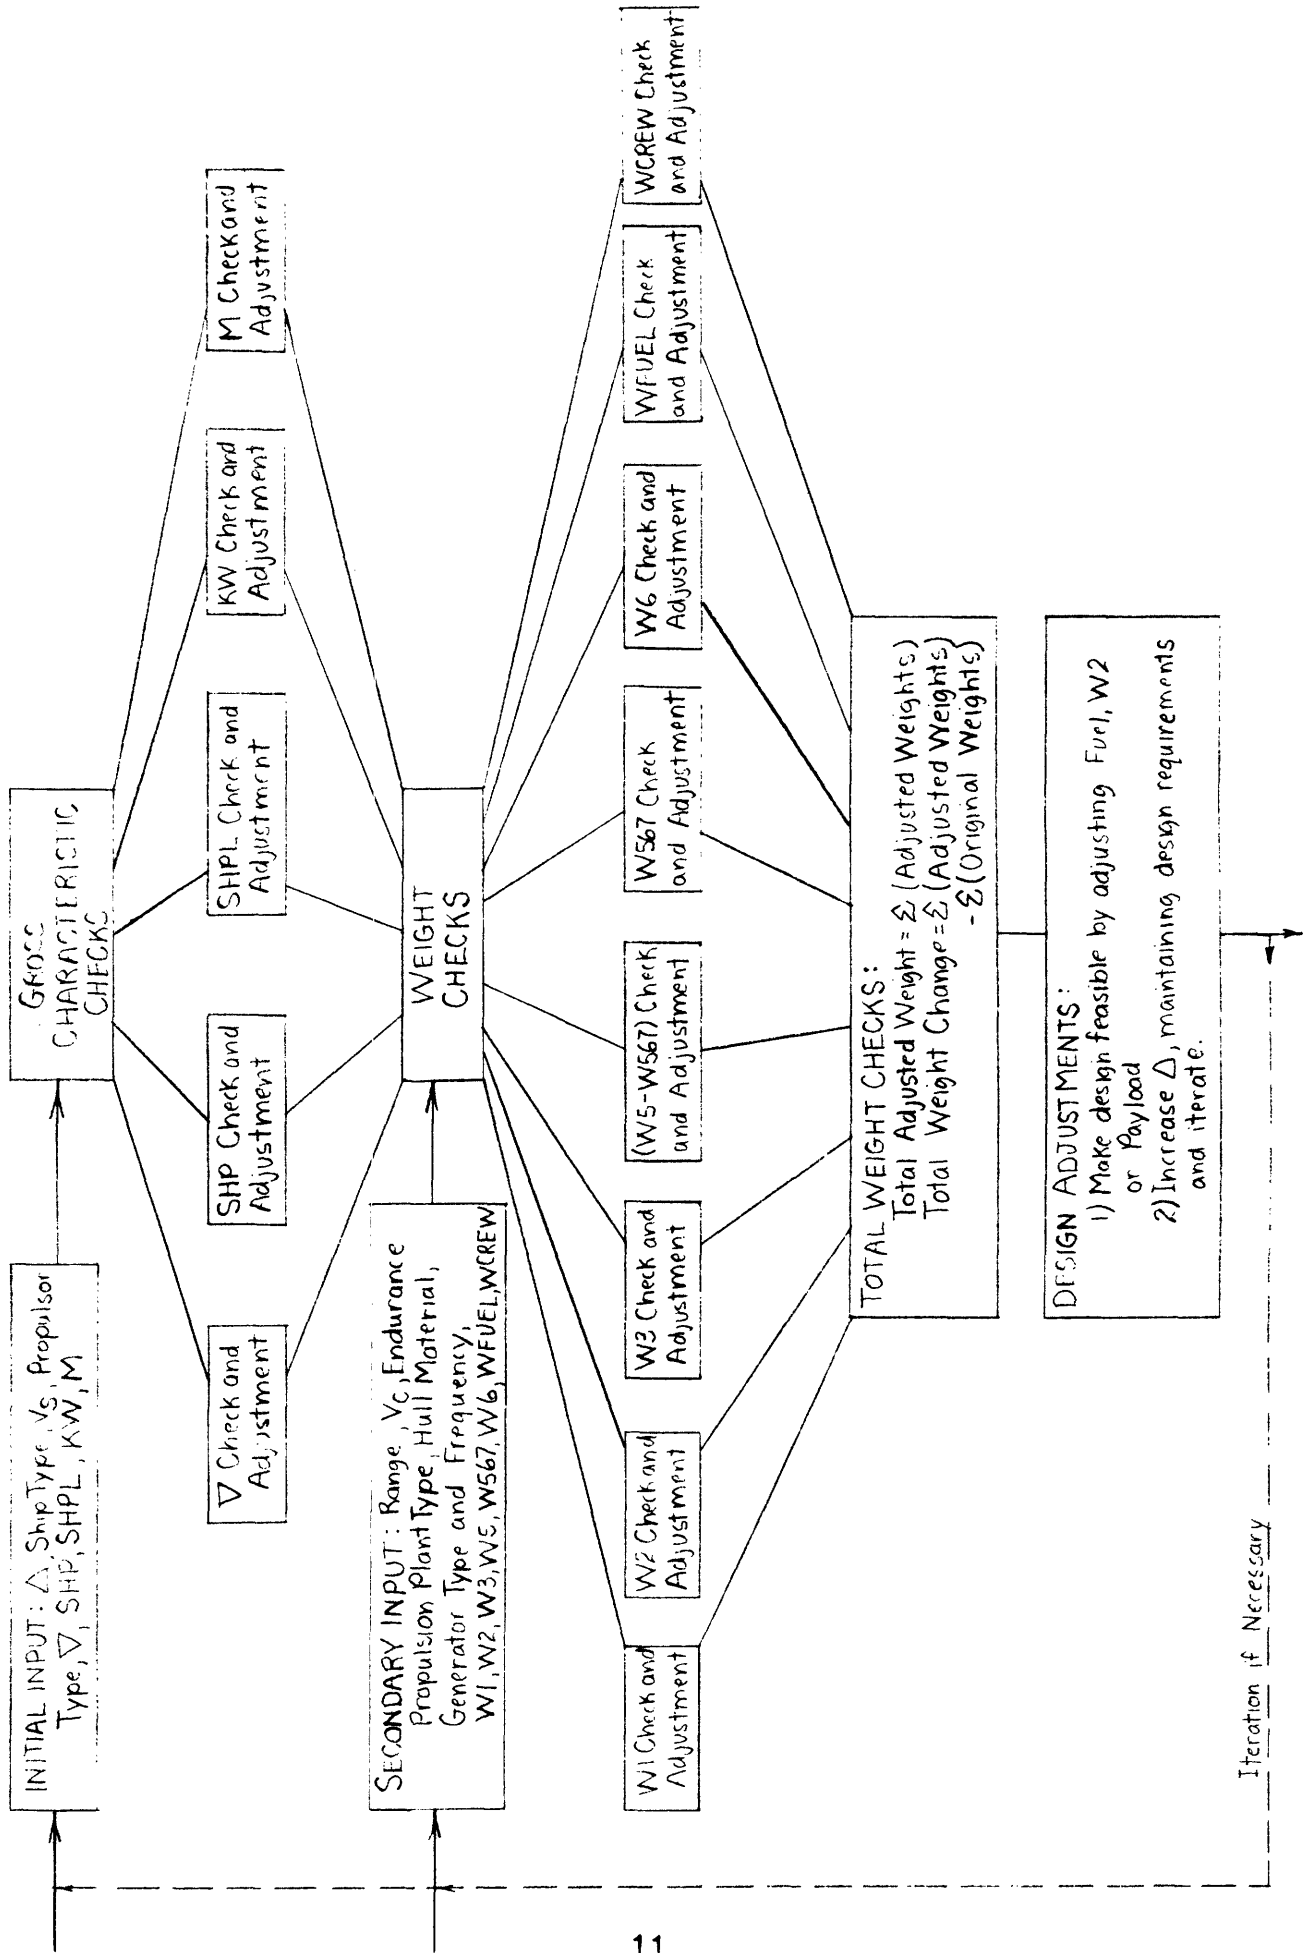 INITIAL INPUT: Δ, Ship Type, Vs, Propulsor
Type, ∇, SHP, SHPL, KW, M
GROSS
CHARACTERISTIC
CHECKS
∇ Check and
Adjustment
SHP Check and
Adjustment
SHPL Check and
Adjustment
KW Check and
Adjustment
M Check and
Adjustment
SECONDARY INPUT: Range, Vc, Endurance
Propulsion Plant Type, Hull Material,
Generator Type and Frequency,
W1, W2, W3, W5, W567, W6, WFUEL, WCREW
WEIGHT
CHECKS
W1 Check and
Adjustment
W2 Check and
Adjustment
W3 Check and
Adjustment
(W5-W567) Check
and Adjustment
W567 Check
and Adjustment
W6 Check and
Adjustment
WFUEL Check
and Adjustment
WCREW Check
and Adjustment
TOTAL WEIGHT CHECKS:
Total Adjusted Weight = Σ (Adjusted Weights)
Total Weight Change = Σ (Adjusted Weights)
- Σ (Original Weights)
DESIGN ADJUSTMENTS:
1) Make design feasible by adjusting Fuel, W2
or Payload
2) Increase Δ, maintaining design requirements
and iterate.
Iteration if Necessary
11